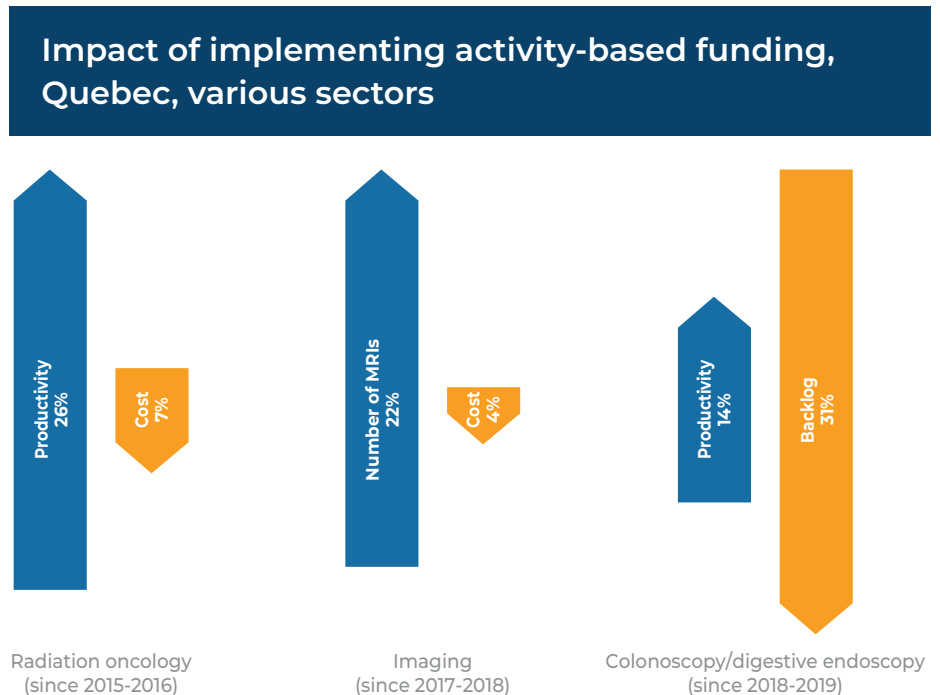 Impact of implementing activity-based funding,
Quebec, various sectors
Productivity
26%
Cost
7%
Number of MRIs
22%
Cost
4%
Productivity
14%
Backlog
31%
Radiation oncology
(since 2015-2016)
Imaging
(since 2017-2018)
Colonoscopy/digestive endoscopy
(since 2018-2019)